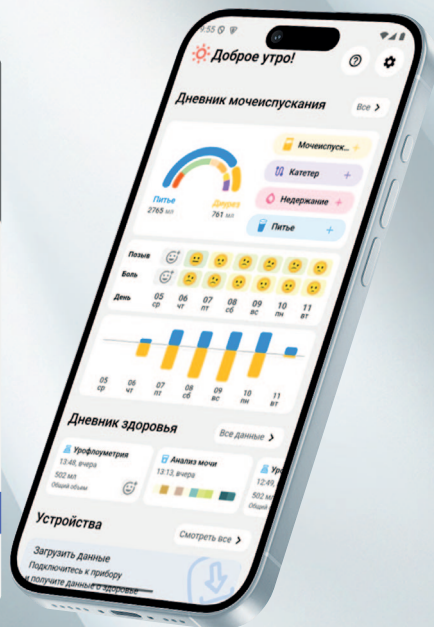 9:55
Доброе утро!
Дневник мочеиспускания
Все >
Мочеиспуск... +
Катетер +
Недержание +
Питье +
Питье
2765 мл
Диурез
761 мл
Позыв
Боль
День 05 06 07 08 09 10 11
ср чт пт сб вс пн вт
05 06 07 08 09 10 11
ср чт пт сб вс пн вт
Дневник здоровья
Все данные >
Урофлоуметрия
13:48, вчера
502 мл
Общий объем
Анализ мочи
13:13, вчера
Уро
12:49,
502 мл
Общий
Устройства
Смотреть все >
Загрузить данные
Подключитесь к прибору
и получите данные о здоровье